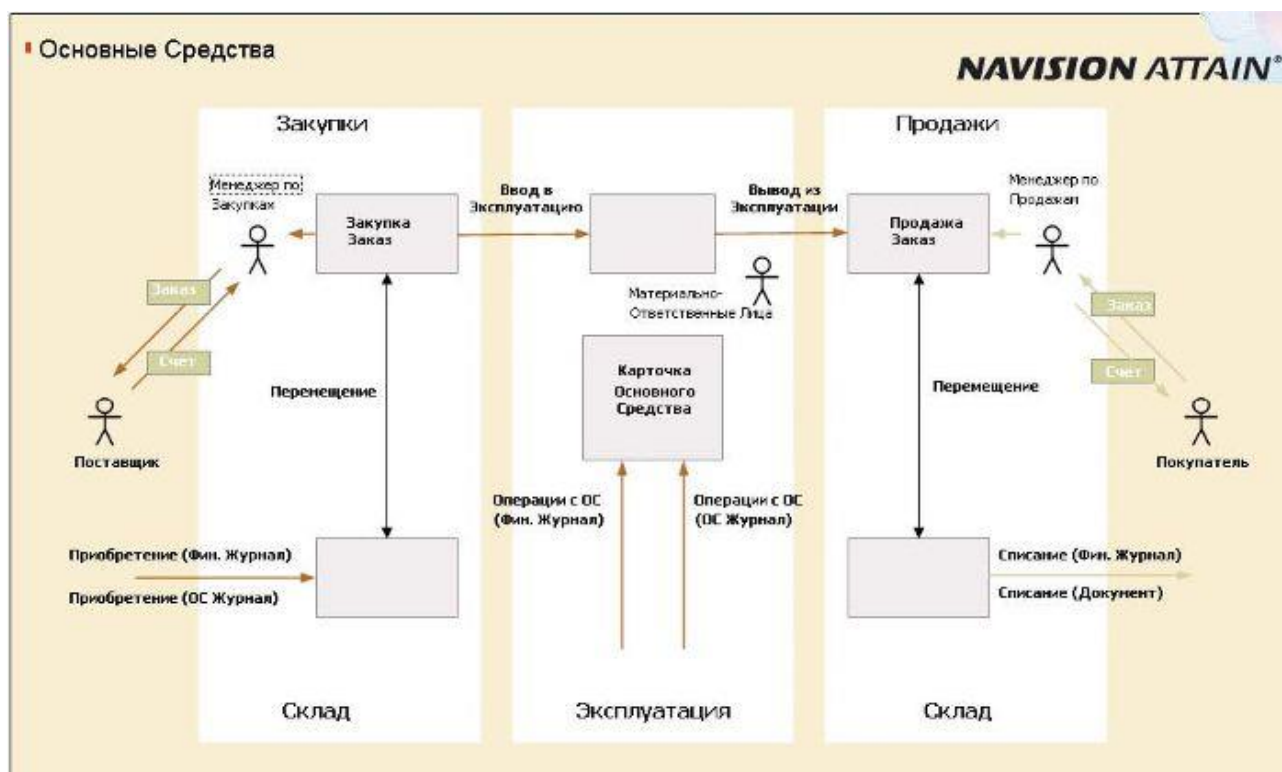 Основные Средства
NAVISION ATTAIN®
Закупки
Продажи
Менеджер по
Закупках
Закупка
Заказ
Ввод в
Эксплуатацию
Вывод из
Эксплуатации
Продажа
Заказ
Менеджер по
Продажам
Материально-
Ответственные Лица
Заказ
Счет
Заказ
Счет
Поставщик
Перемещение
Карточка
Основного
Средства
Перемещение
Покупатель
Операции с ОС
(Фин. Журнал)
Операции с ОС
(ОС Журнал)
Приобретение (Фин. Журнал)
Приобретение (ОС Журнал)
Списание (Фин. Журнал)
Списание (Документ)
Склад
Эксплуатация
Склад